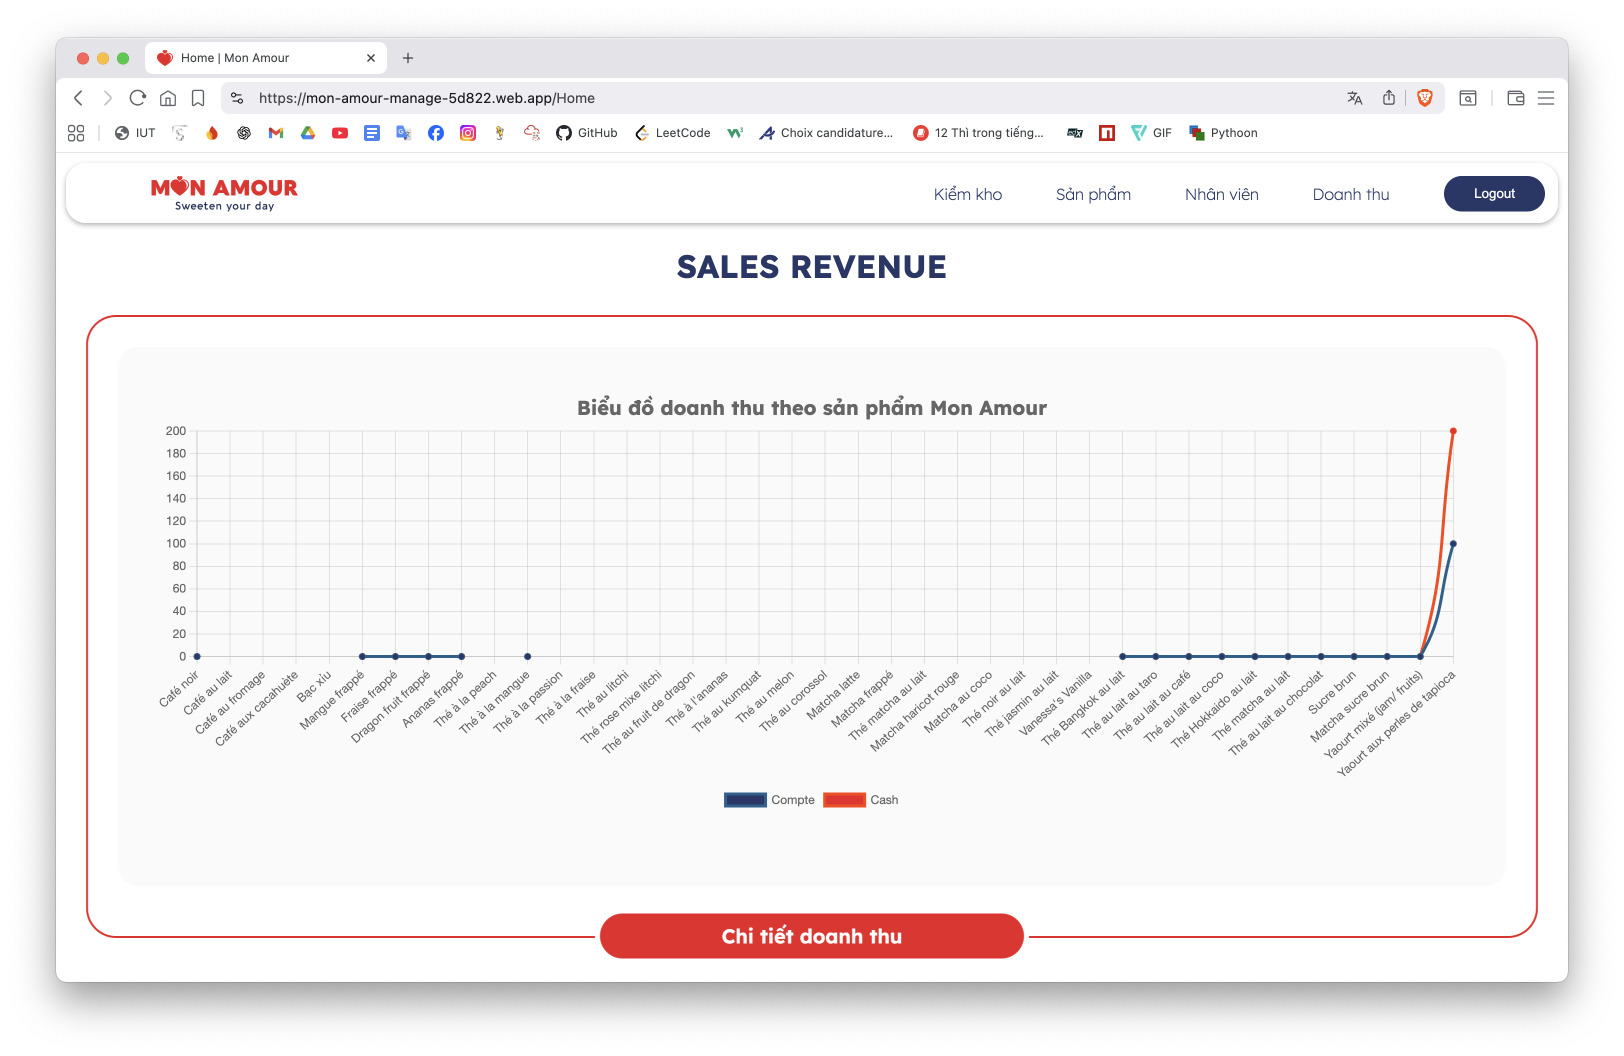 Home | Mon Amour
https://mon-amour-manage-5d822.web.app/Home
IUT
GitHub
LeetCode
Choix candidature...
12 Thì trong tiếng...
GIF
Pythoon
MON AMOUR
Sweeten your day
Kiểm kho
Sản phẩm
Nhân viên
Doanh thu
Logout
SALES REVENUE
Biểu đồ doanh thu theo sản phẩm Mon Amour
200
180
160
140
120
100
80
60
40
20
0
Café noir
Café au lait
Café au fromage
Café aux cacahuète
Bạc xỉu
Mangue frappé
Fraise frappé
Dragon fruit frappé
Ananas frappé
Thé à la peach
Thé à la mangue
Thé à la passion
Thé à la fraise
Thé au litchi
Thé rose mixe litchi
Thé au fruit de dragon
Thé à l'ananas
Thé au kumquat
Thé au melon
Thé au corossol
Matcha latte
Matcha frappé
Thé matcha au lait
Matcha haricot rouge
Matcha au coco
Thé noir au lait
Thé jasmin au lait
Vanessa's Vanilla
Thé Bangkok au lait
Thé au lait au taro
Thé au lait au café
Thé au lait au coco
Thé Hokkaido au lait
Thé matcha au lait
Thé au lait au chocolat
Sucre brun
Matcha sucre brun
Yaourt mixé (jam/ fruits)
Yaourt aux perles de tapioca
Compte
Cash
Chi tiết doanh thu